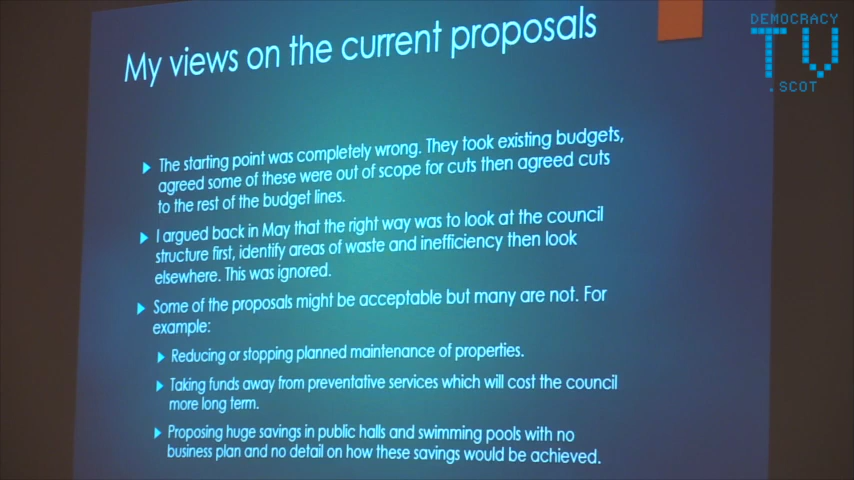 DEMOCRACY
TV
.SCOT
My views on the current proposals
The starting point was completely wrong. They took existing budgets,
agreed some of these were out of scope for cuts then agreed cuts
to the rest of the budget lines.
I argued back in May that the right way was to look at the council
structure first, identify areas of waste and inefficiency then look
elsewhere. This was ignored.
Some of the proposals might be acceptable but many are not. For
example:
Reducing or stopping planned maintenance of properties.
Taking funds away from preventative services which will cost the council
more long term.
Proposing huge savings in public halls and swimming pools with no
business plan and no detail on how these savings would be achieved.